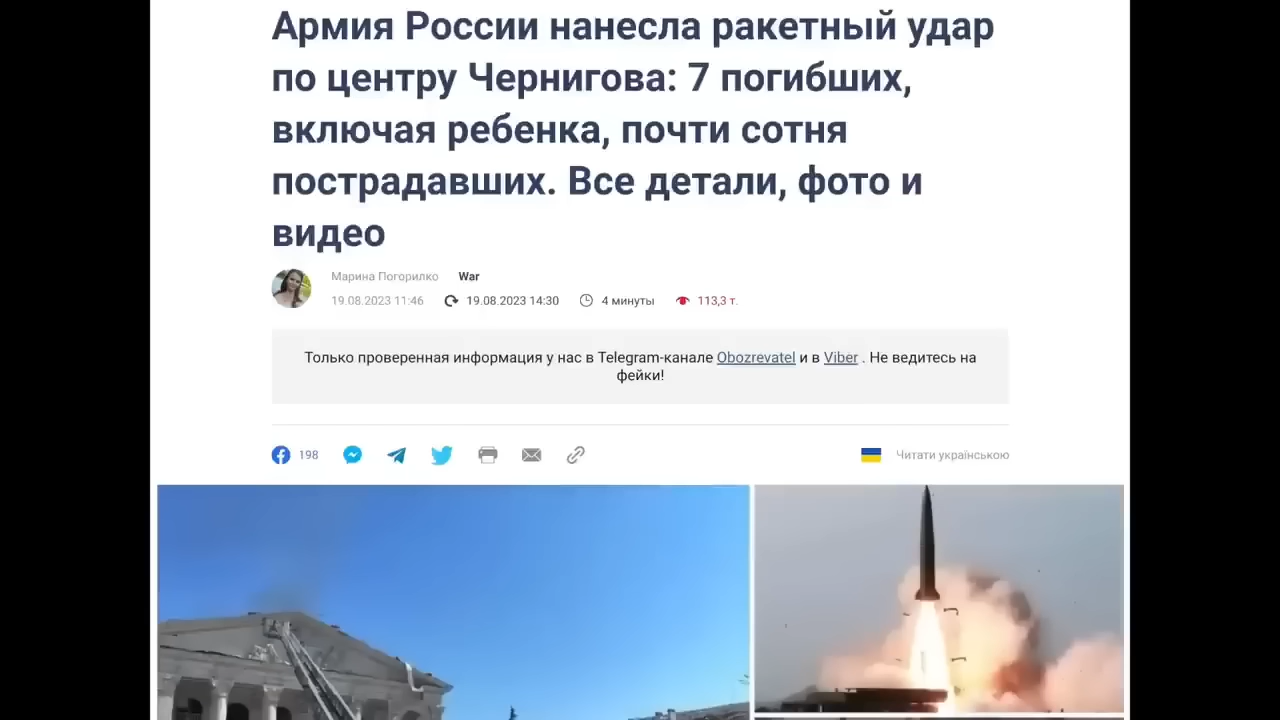 Армия России нанесла ракетный удар
по центру Чернигова: 7 погибших,
включая ребенка, почти сотня
пострадавших. Все детали, фото и
видео
Марина Погорилко War
19.08.2023 11:46 19.08.2023 14:30 4 минуты 113,3 т.
Только проверенная информация у нас в Telegram-канале Obozrevatel и в Viber . Не ведитесь на
фейки!
198 Читати українською